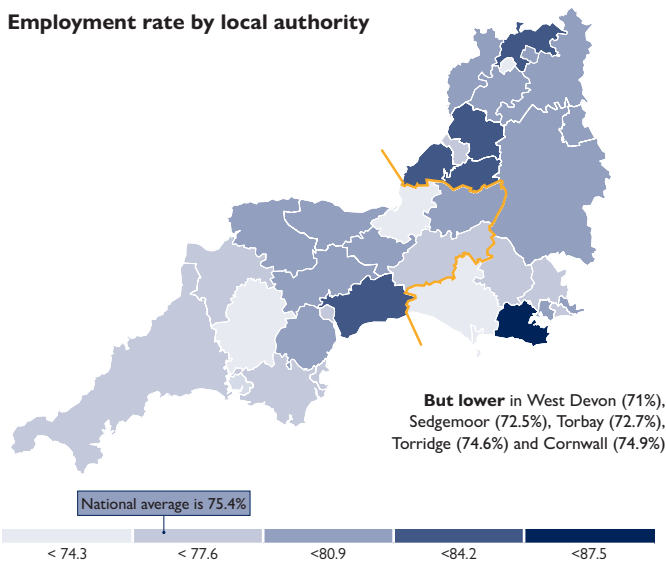 Employment rate by local authority
But lower in West Devon (71%),
Sedgemoor (72.5%), Torbay (72.7%),
Torridge (74.6%) and Cornwall (74.9%)
National average is 75.4%
< 74.3
< 77.6
<80.9
<84.2
<87.5